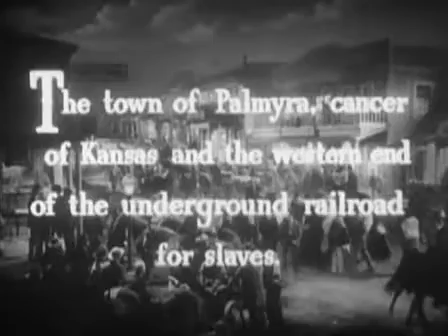 The town of Palmyra, "cancer
of Kansas and the western end
of the underground railroad
for slaves.